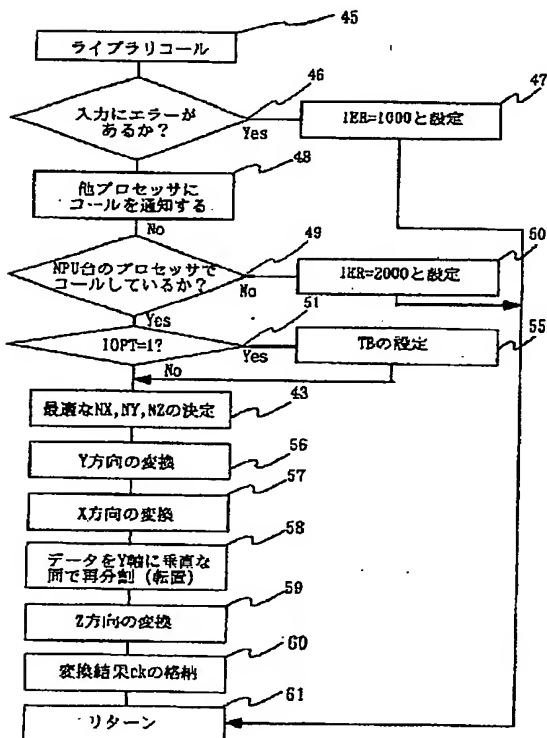 45
ライブラリコール
46
入力にエラーが
あるか?
Yes
47
IER=1000と設定
48
他プロセッサに
コールを通知する
No
49
NPU台のプロセッサで
コールしているか?
No
50
IER=2000と設定
Yes
51
IOPT=1?
Yes
55
TBの設定
No
43
最適なNX,NY,NZの決定
56
Y方向の変換
57
X方向の変換
58
データをY軸に垂直な
面で再分割(転置)
59
Z方向の変換
60
変換結果ckの格納
61
リターン